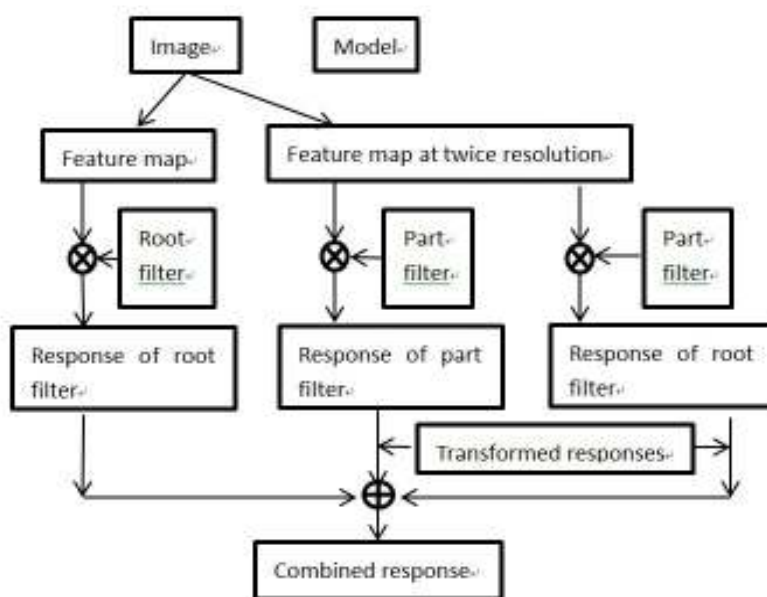 Image
Model
Feature map
Feature map at twice resolution
Root
filter
Part
filter
Part
filter
Response of root
filter
Response of part
filter
Response of root
filter
Transformed responses
Combined response